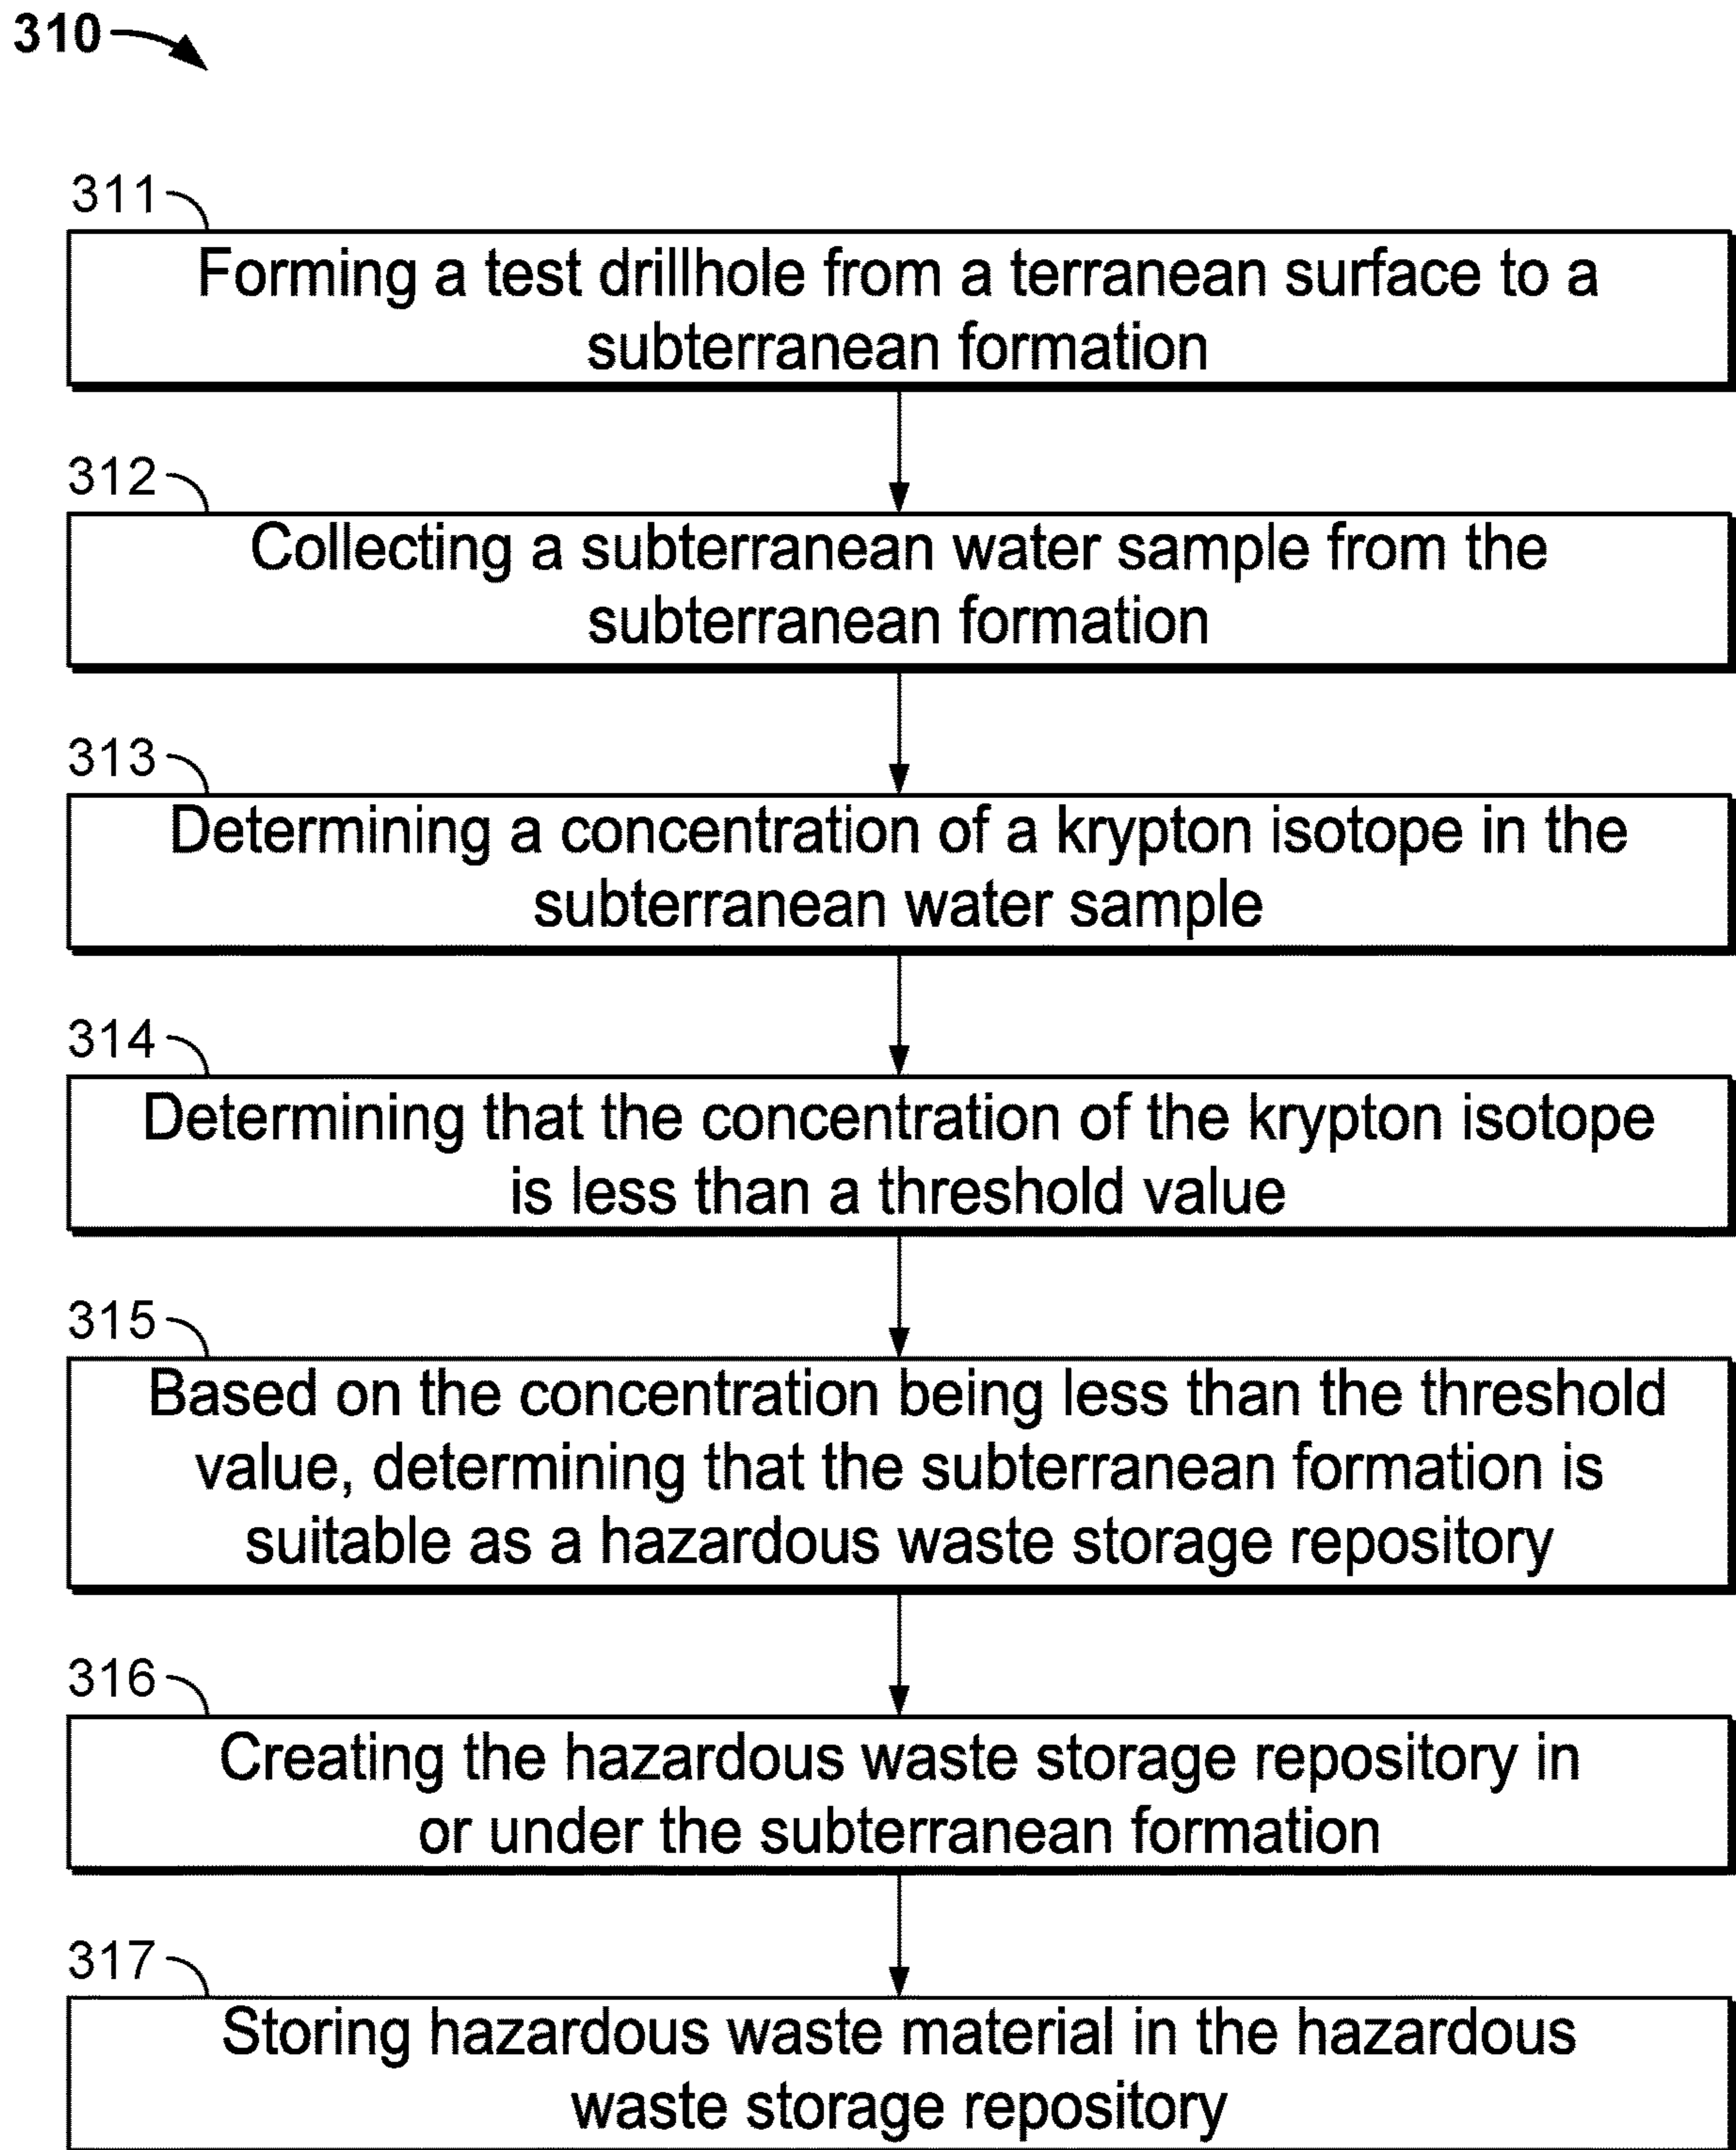 310
311
Forming a test drillhole from a terranean surface to a
subterranean formation
312
Collecting a subterranean water sample from the
subterranean formation
313
Determining a concentration of a krypton isotope in the
subterranean water sample
314
Determining that the concentration of the krypton isotope
is less than a threshold value
315
Based on the concentration being less than the threshold
value, determining that the subterranean formation is
suitable as a hazardous waste storage repository
316
Creating the hazardous waste storage repository in
or under the subterranean formation
317
Storing hazardous waste material in the hazardous
waste storage repository